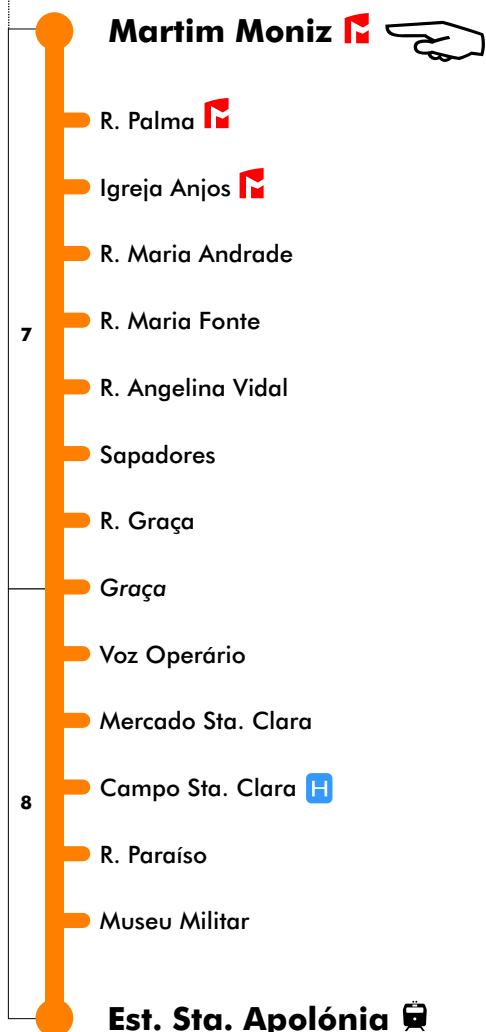 Martim Moniz
R. Palma
Igreja Anjos
R. Maria Andrade
R. Maria Fonte
7
R. Angelina Vidal
Sapadores
R. Graça
Graça
Voz Operário
Mercado Sta. Clara
Campo Sta. Clara H
8
R. Paraíso
Museu Militar
Est. Sta. Apolónia